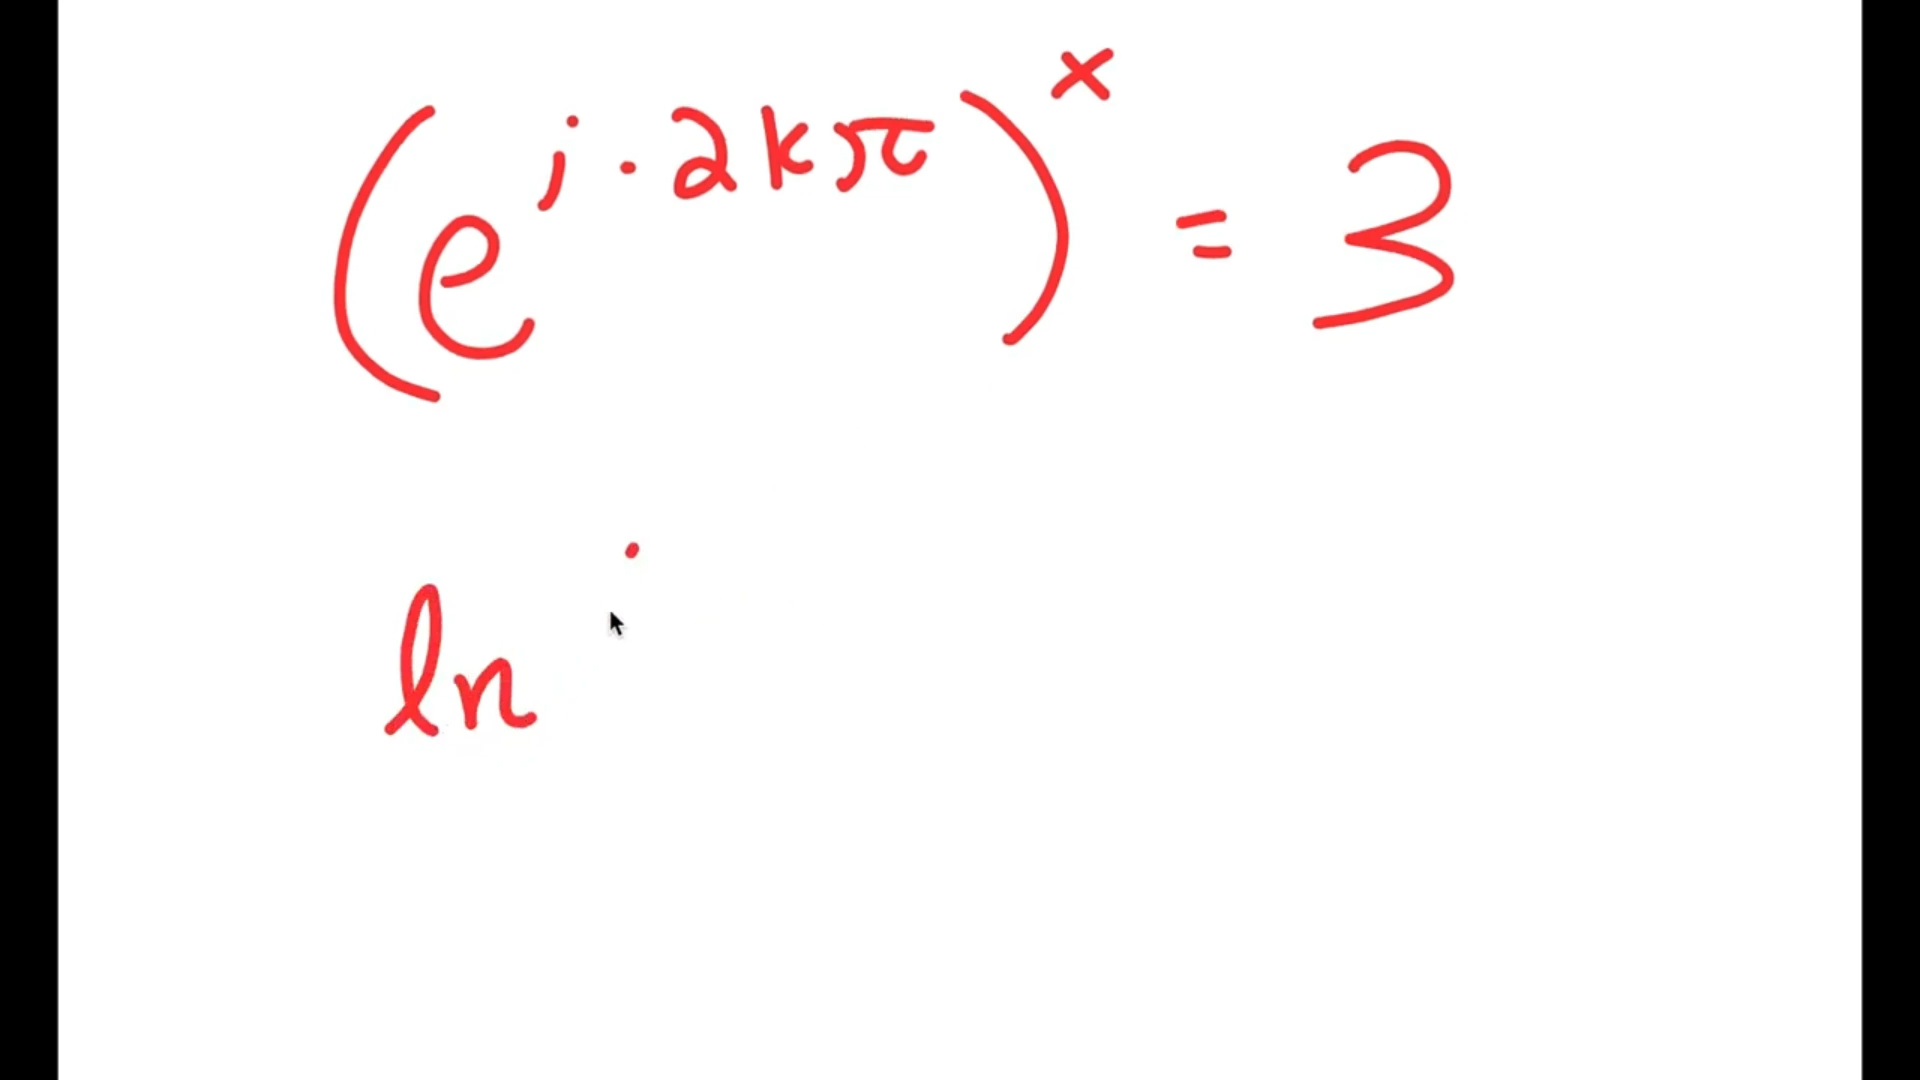 (e^{i·2kπ})^x = 3
ln